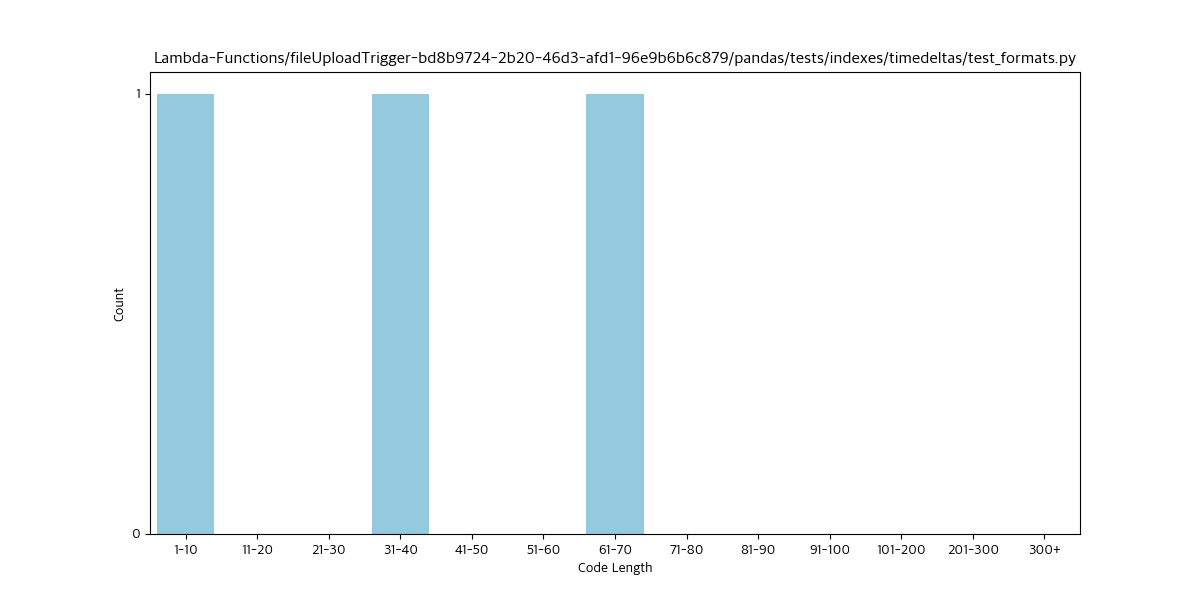 Lambda-Functions/fileUploadTrigger-bd8b9724-2b20-46d3-afd1-96e9b6b6c879/pandas/tests/indexes/timedeltas/test_formats.py
1
Count
0
1-10 11-20 21-30 31-40 41-50 51-60 61-70 71-80 81-90 91-100 101-200 201-300 300+
Code Length